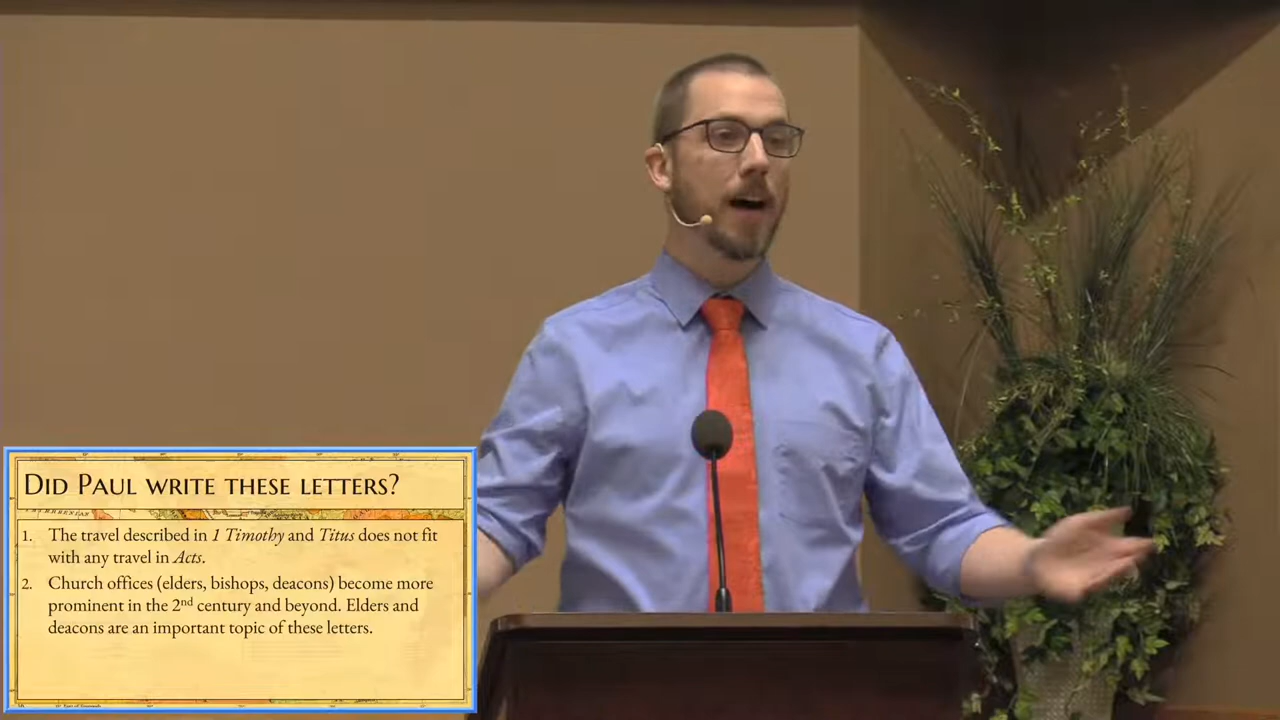 Did Paul write these letters?
1. The travel described in 1 Timothy and Titus does not fit
with any travel in Acts.
2. Church offices (elders, bishops, deacons) become more
prominent in the 2nd century and beyond. Elders and
deacons are an important topic of these letters.